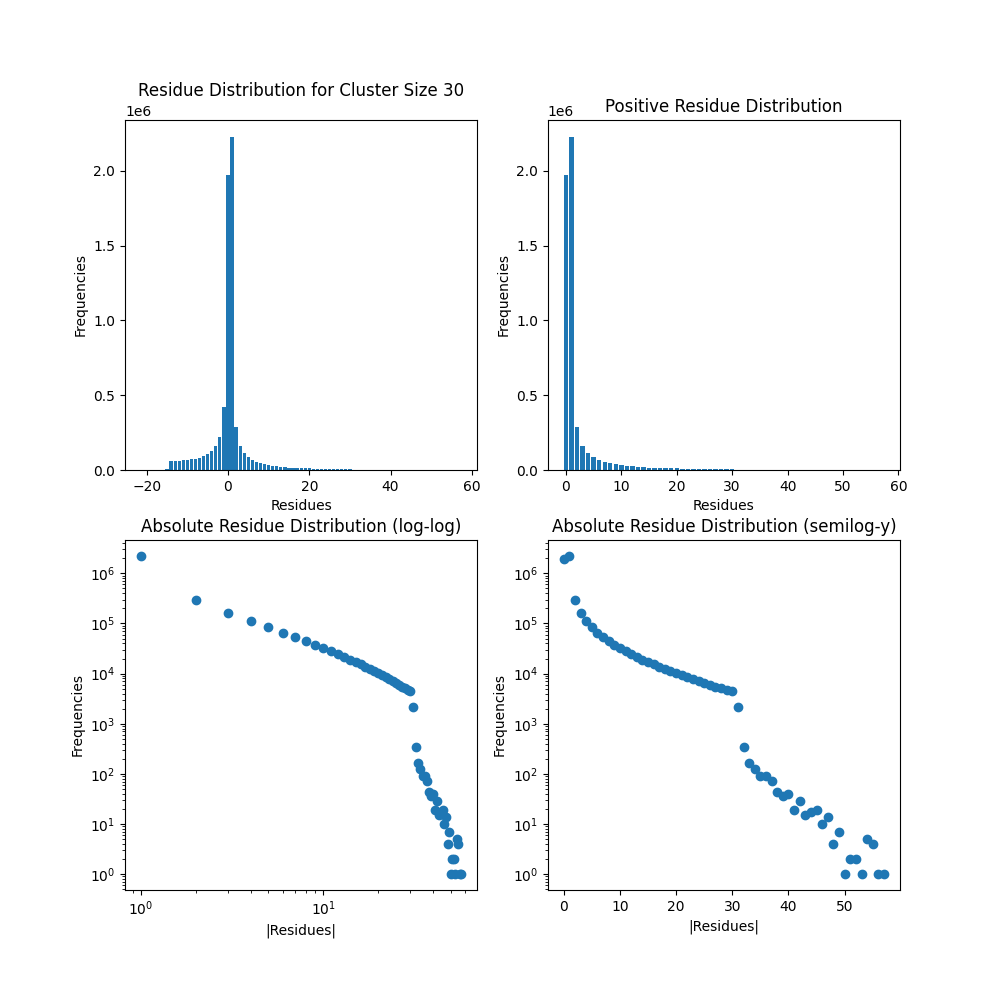 Residue Distribution for Cluster Size 30
1e6
2.0
1.5
1.0
0.5
0.0
Frequencies
−20 0 20 40 60
Residues
Positive Residue Distribution
1e6
2.0
1.5
1.0
0.5
0.0
Frequencies
0 10 20 30 40 50 60
Residues
Absolute Residue Distribution (log-log)
10⁶
10⁵
10⁴
10³
10²
10¹
10⁰
Frequencies
10⁰ 10¹
|Residues|
Absolute Residue Distribution (semilog-y)
10⁶
10⁵
10⁴
10³
10²
10¹
10⁰
Frequencies
0 10 20 30 40 50
|Residues|